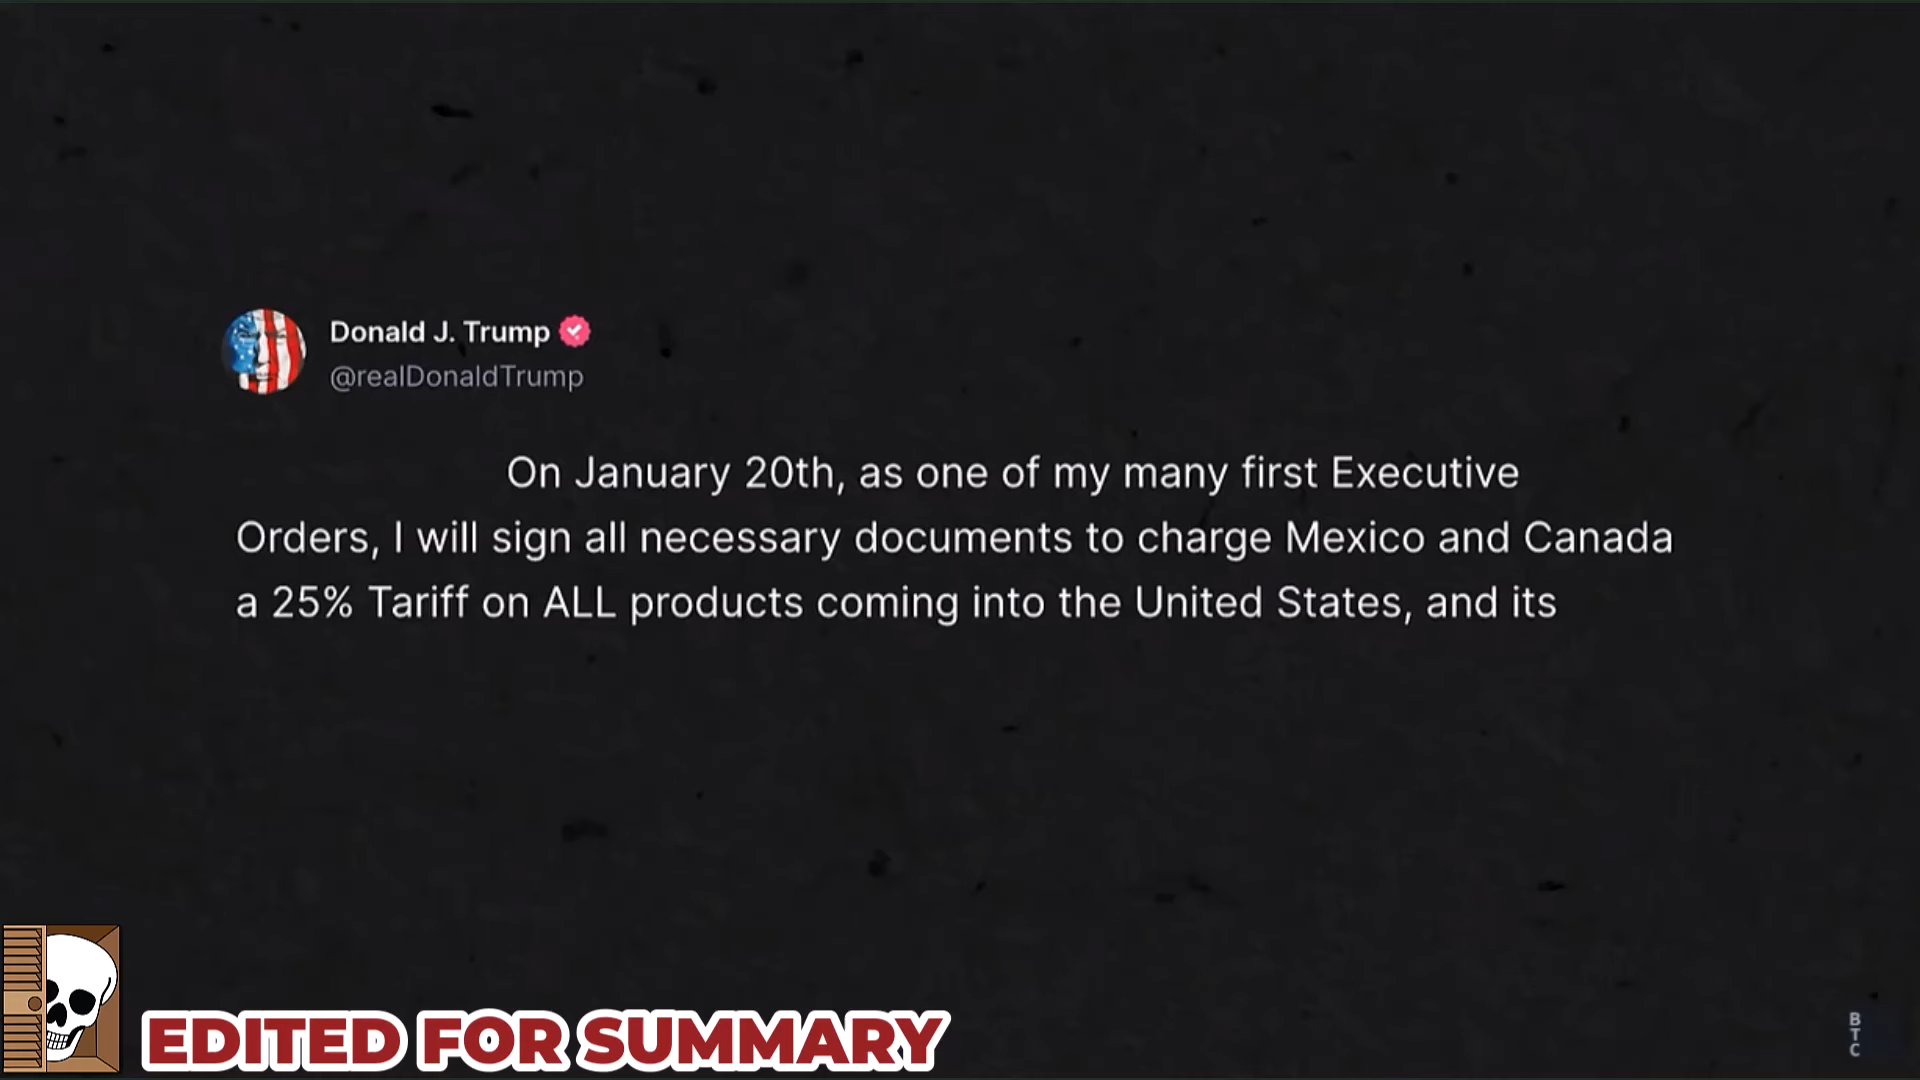 Donald J. Trump
@realDonaldTrump
On January 20th, as one of my many first Executive
Orders, I will sign all necessary documents to charge Mexico and Canada
a 25% Tariff on ALL products coming into the United States, and its
EDITED FOR SUMMARY
B
T
C